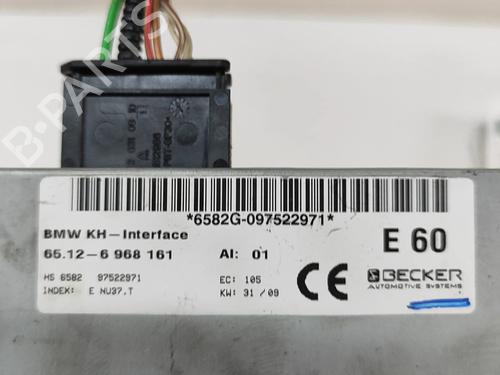 B-PARTS
*6582G-097522971*
BMW KH-Interface
65.12-6 968 161
AI: 01
E 60
HS 6582 97522971
INDEX: E NU37.T
EC: 105
KW: 31/09
CE
BECKER
AUTOMOTIVE SYSTEMS